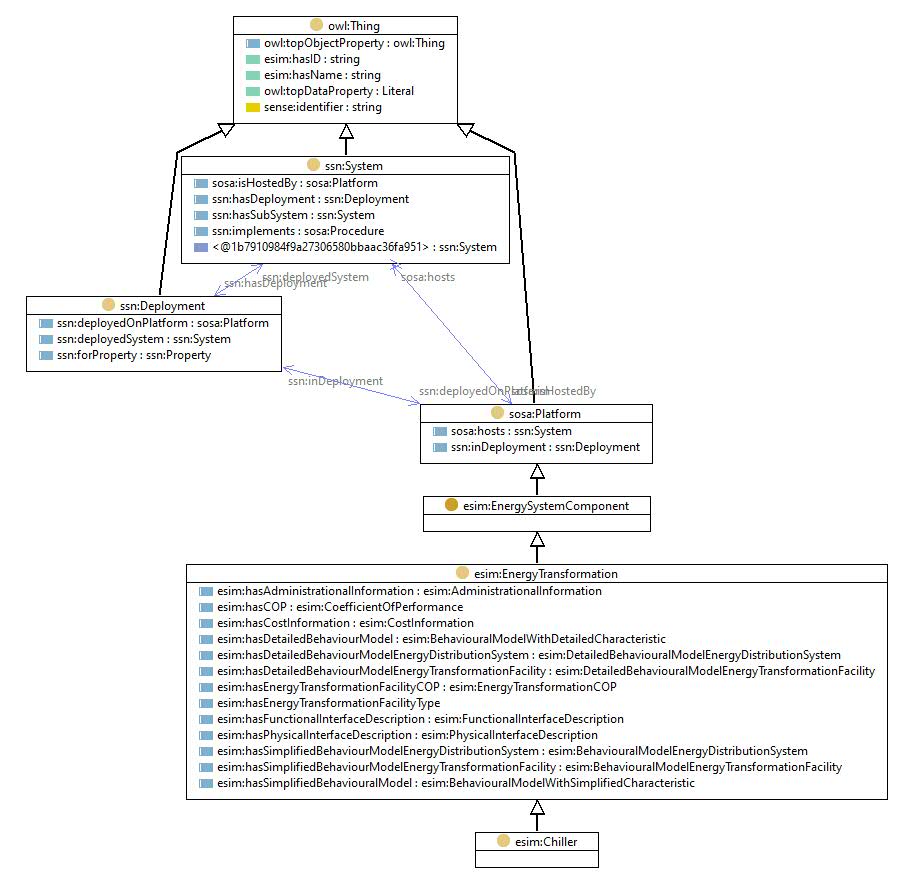 owl:Thing
owl:topObjectProperty : owl:Thing
esim:hasID : string
esim:hasName : string
owl:topDataProperty : Literal
sense:identifier : string
ssn:System
sosa:isHostedBy : sosa:Platform
ssn:hasDeployment : ssn:Deployment
ssn:hasSubSystem : ssn:System
ssn:implements : sosa:Procedure
<@1b7910984f9a27306580bbaac36fa951> : ssn:System
ssn:deployedSystem
sosa:hosts
ssn:hasDeployment
ssn:Deployment
ssn:deployedOnPlatform : sosa:Platform
ssn:deployedSystem : ssn:System
ssn:forProperty : ssn:Property
ssn:inDeployment
ssn:deployedOnPlatform
sosa:isHostedBy
sosa:Platform
sosa:hosts : ssn:System
ssn:inDeployment : ssn:Deployment
esim:EnergySystemComponent
esim:EnergyTransformation
esim:hasAdministrationalInformation : esim:AdministrationalInformation
esim:hasCOP : esim:CoefficientOfPerformance
esim:hasCostInformation : esim:CostInformation
esim:hasDetailedBehaviourModel : esim:BehaviouralModelWithDetailedCharacteristic
esim:hasDetailedBehaviourModelEnergyDistributionSystem : esim:DetailedBehaviouralModelEnergyDistributionSystem
esim:hasDetailedBehaviourModelEnergyTransformationFacility : esim:DetailedBehaviouralModelEnergyTransformationFacility
esim:hasEnergyTransformationFacilityCOP : esim:EnergyTransformationCOP
esim:hasEnergyTransformationFacilityType
esim:hasFunctionalInterfaceDescription : esim:FunctionalInterfaceDescription
esim:hasPhysicalInterfaceDescription : esim:PhysicalInterfaceDescription
esim:hasSimplifiedBehaviourModelEnergyDistributionSystem : esim:BehaviouralModelEnergyDistributionSystem
esim:hasSimplifiedBehaviourModelEnergyTransformationFacility : esim:BehaviouralModelEnergyTransformationFacility
esim:hasSimplifiedBehaviouralModel : esim:BehaviouralModelWithSimplifiedCharacteristic
esim:Chiller